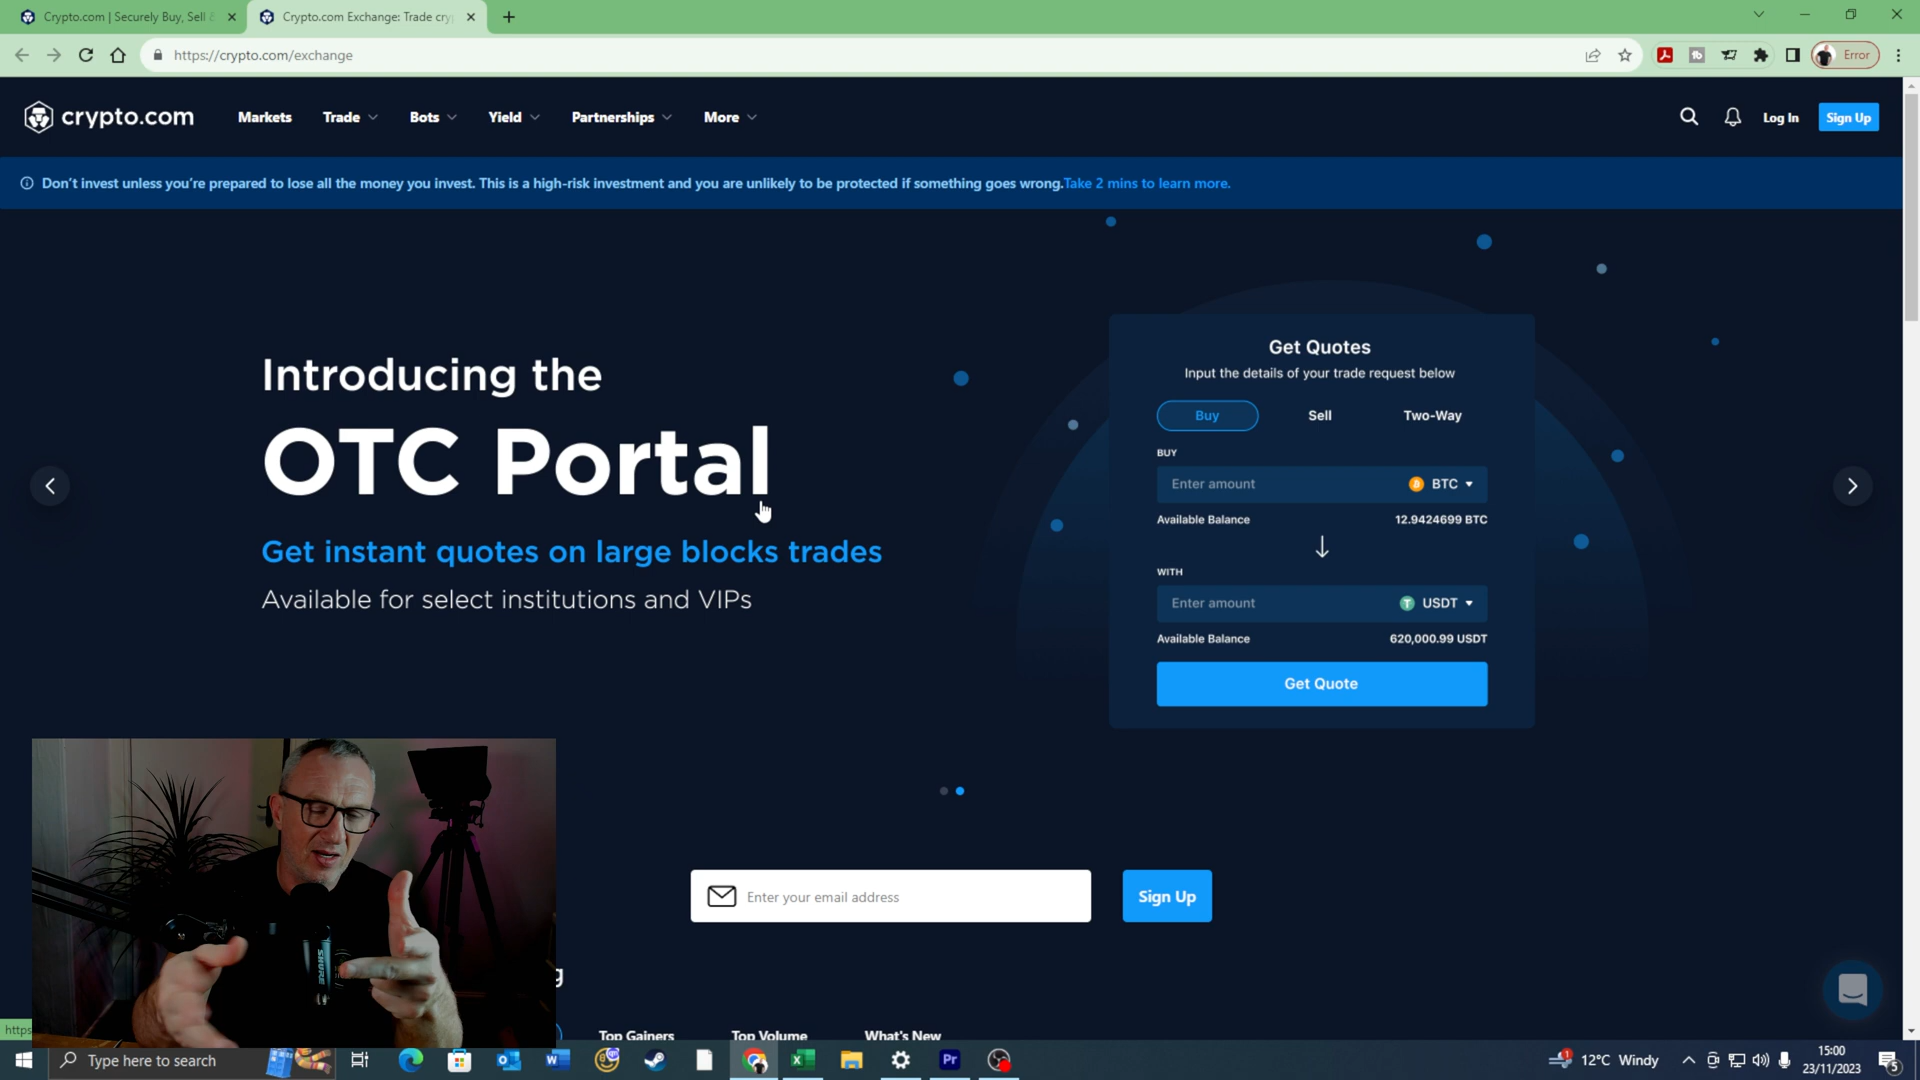 Crypto.com | Securely Buy, Sell &
Crypto.com Exchange: Trade cry
https://crypto.com/exchange
Error
crypto.com
Markets
Trade
Bots
Yield
Partnerships
More
Log In
Sign Up
Don't invest unless you're prepared to lose all the money you invest. This is a high-risk investment and you are unlikely to be protected if something goes wrong.Take 2 mins to learn more.
Introducing the
OTC Portal
Get instant quotes on large blocks trades
Available for select institutions and VIPs
Get Quotes
Input the details of your trade request below
Buy
Sell
Two-Way
BUY
Enter amount
BTC
Available Balance
12.9424699 BTC
WITH
Enter amount
USDT
Available Balance
620,000.99 USDT
Get Quote
Enter your email address
Sign Up
SHURE
g
https
Top Gainers
Top Volume
What's New
Type here to search
12°C Windy
15:00
23/11/2023
5